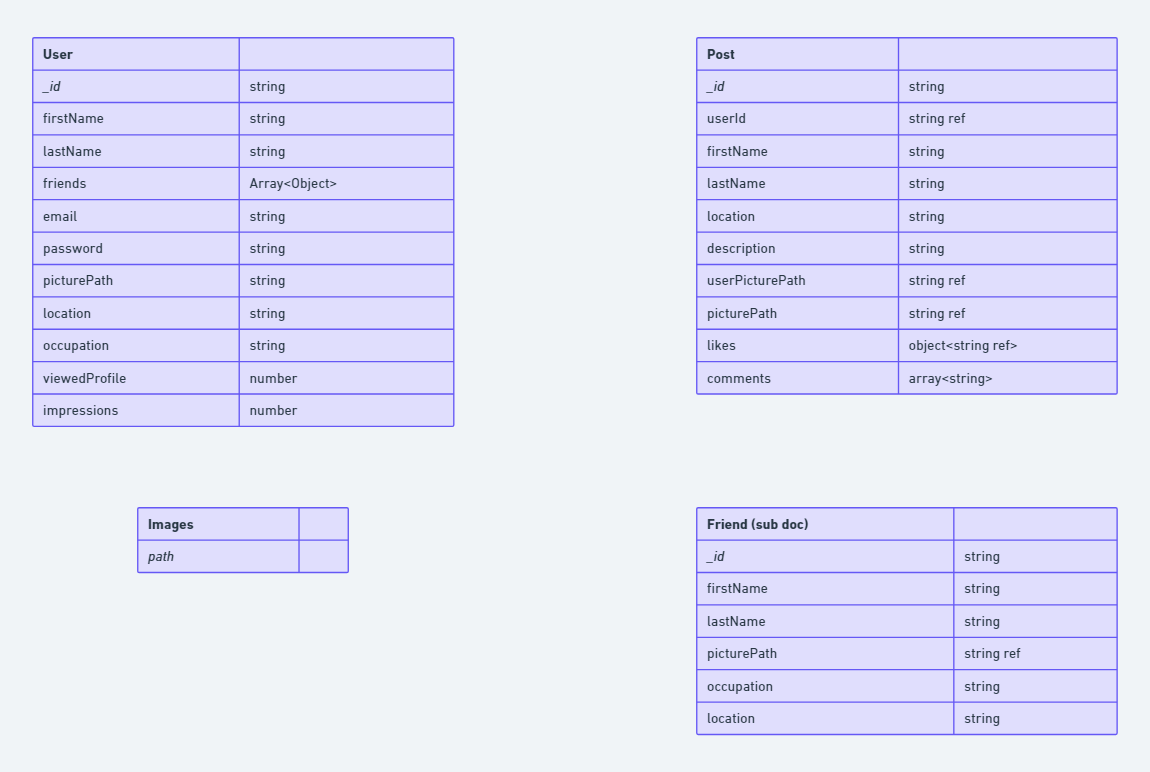 User
_id string
firstName string
lastName string
friends Array<Object>
email string
password string
picturePath string
location string
occupation string
viewedProfile number
impressions number
Post
_id string
userId string ref
firstName string
lastName string
location string
description string
userPicturePath string ref
picturePath string ref
likes object<string ref>
comments array<string>
Images
path
Friend (sub doc)
_id string
firstName string
lastName string
picturePath string ref
occupation string
location string